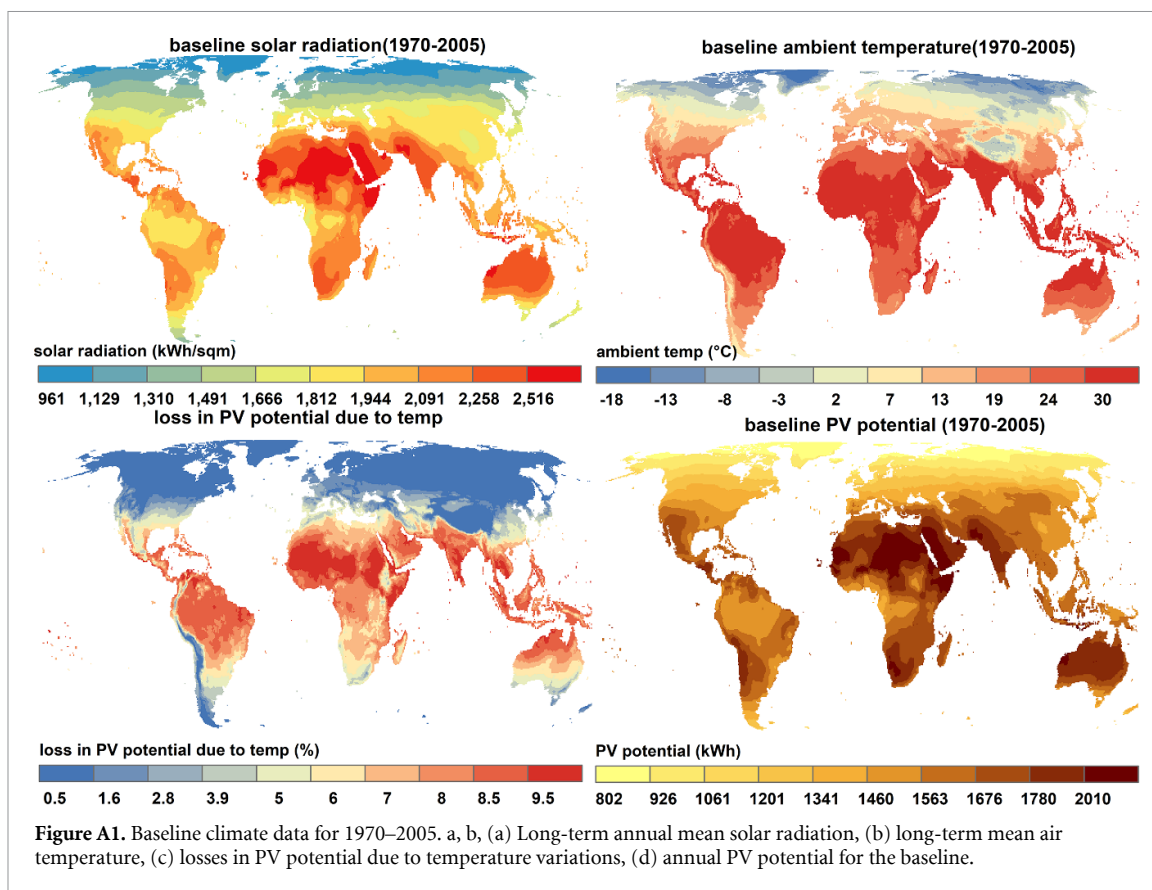 baseline solar radiation(1970-2005)
baseline ambient temperature(1970-2005)
solar radiation (kWh/sqm)
961 1,129 1,310 1,491 1,666 1,812 1,944 2,091 2,258 2,516
ambient temp (°C)
-18 -13 -8 -3 2 7 13 19 24 30
loss in PV potential due to temp
baseline PV potential (1970-2005)
loss in PV potential due to temp (%)
0.5 1.6 2.8 3.9 5 6 7 8 8.5 9.5
PV potential (kWh)
802 926 1061 1201 1341 1460 1563 1676 1780 2010
Figure A1. Baseline climate data for 1970–2005. a, b, (a) Long-term annual mean solar radiation, (b) long-term mean air
temperature, (c) losses in PV potential due to temperature variations, (d) annual PV potential for the baseline.